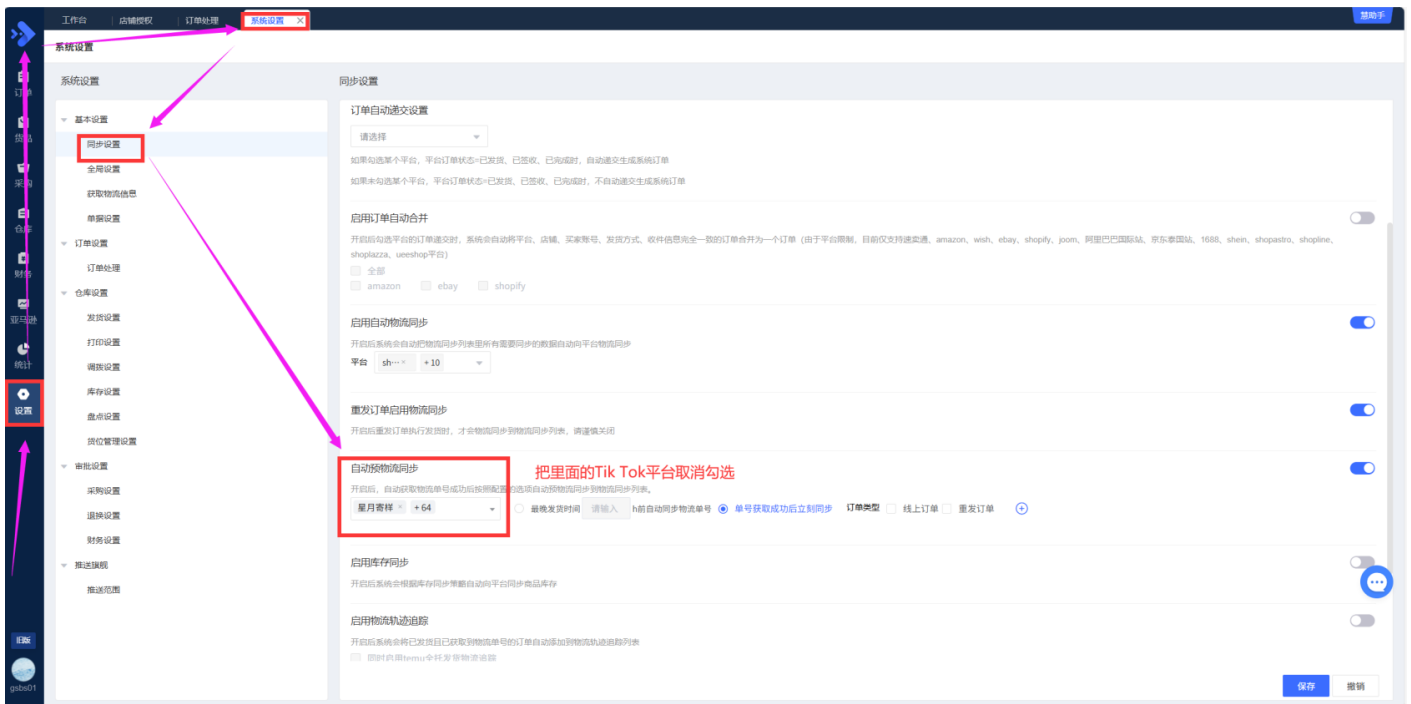 工作台
店铺授权
订单处理
系统设置 ×
慧助手
系统设置
订单
货品
采购
仓库
财务
亚马逊
统计
设置
旧版
gsbs01
系统设置
基本设置
同步设置
全局设置
获取物流信息
单据设置
订单设置
订单处理
仓库设置
发货设置
打印设置
调拨设置
库存设置
盘点设置
货位管理设置
审批设置
采购设置
退换设置
财务设置
推送旗舰
推送范围
同步设置
订单自动递交设置
请选择
如果勾选某个平台，平台订单状态=已发货、已签收、已完成时，自动递交生成系统订单
如果未勾选某个平台，平台订单状态=已发货、已签收、已完成时，不自动递交生成系统订单
启用订单自动合并
开启后勾选平台的订单递交时，系统会自动将平台、店铺、买家账号、发货方式、收件信息完全一致的订单合并为一个订单（由于平台限制，目前仅支持速卖通、amazon、wish、ebay、shopify、joom、阿里巴巴国际站、京东泰国站、1688、shein、shopastro、shopline、
shoplazza、ueeshop平台）
全部
amazon ebay shopify
启用自动物流同步
开启后系统会自动把物流同步列表里所有需要同步的数据自动向平台物流同步
平台 sh··· × + 10
重发订单启用物流同步
开启后重发订单执行发货时，才会物流同步到物流同步列表，请谨慎关闭
自动预物流同步
把里面的Tik Tok平台取消勾选
开启后，自动获取物流单号成功后按照配置的选项自动预物流同步到物流同步列表。
星月寄样 × + 64 最晚发货时间 请输入 h前自动同步物流单号 单号获取成功后立刻同步 订单类型 线上订单 重发订单
启用库存同步
开启后系统会根据库存同步策略自动向平台同步商品库存
启用物流轨迹追踪
开启后系统会将已发货且已获取到物流单号的订单自动添加到物流轨迹追踪列表
同时启用temu全托发货物流追踪
保存 撤销